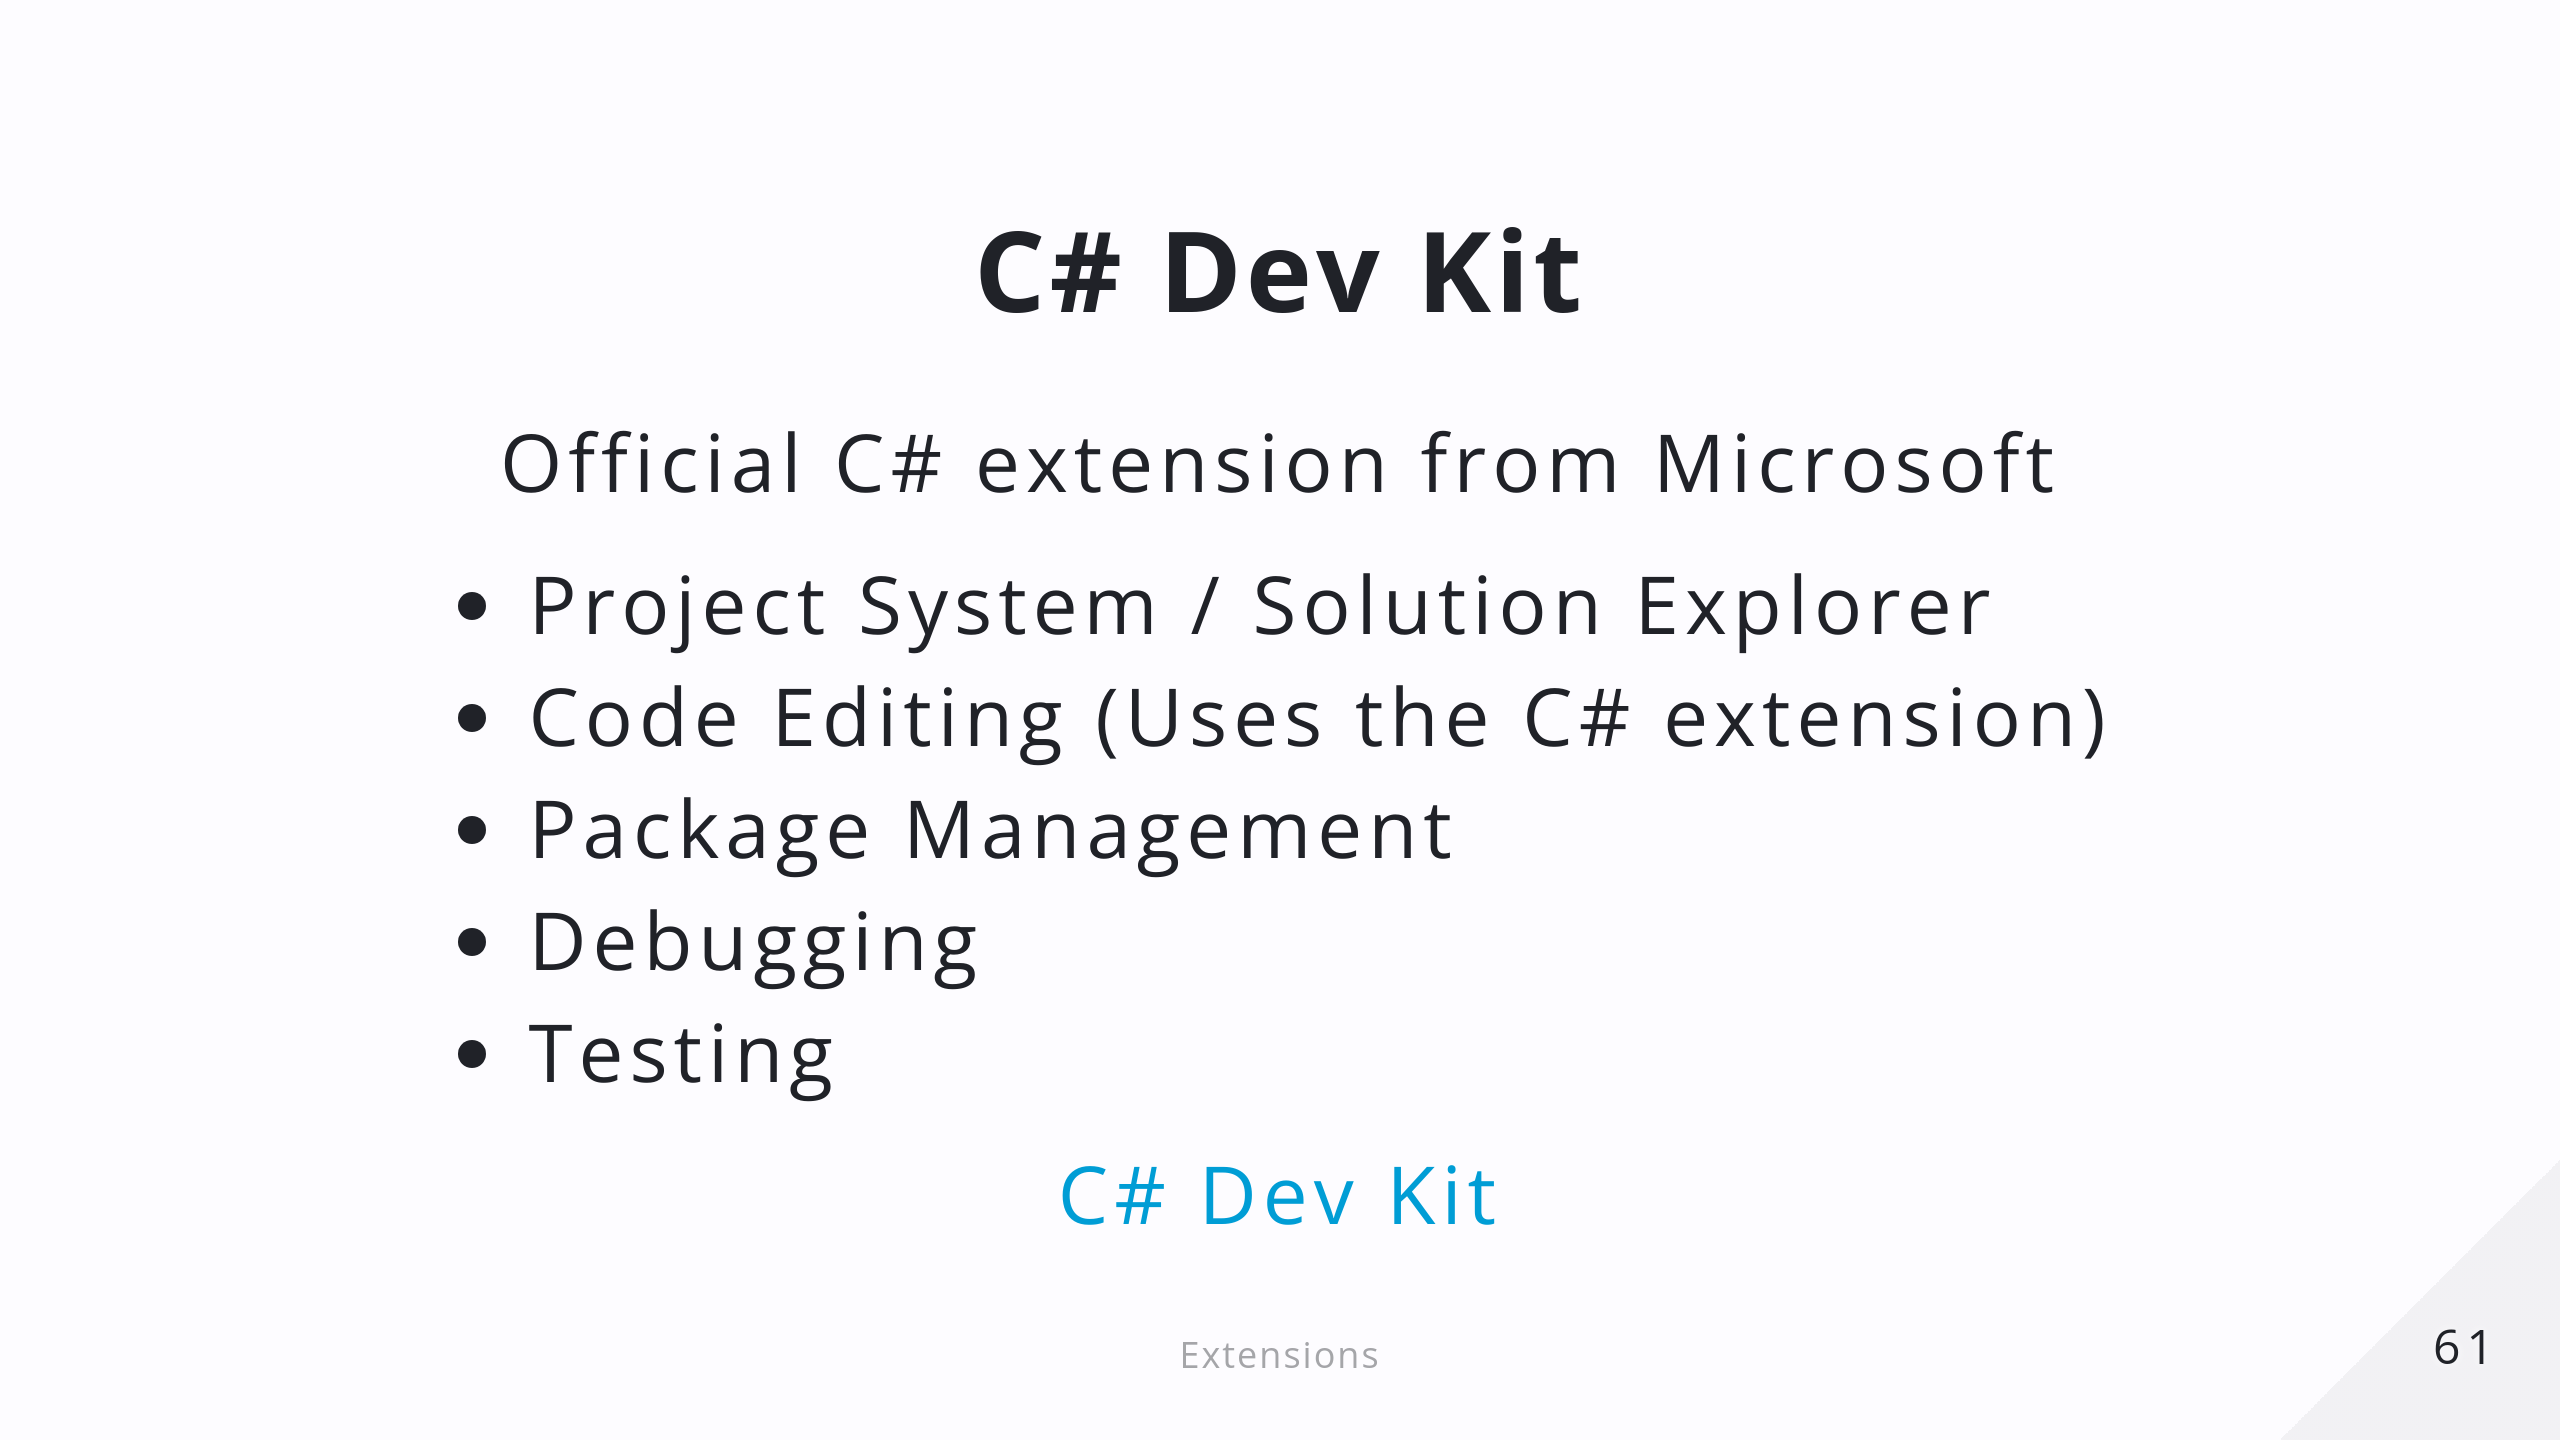 C# Dev Kit
Official C# extension from Microsoft
• Project System / Solution Explorer
• Code Editing (Uses the C# extension)
• Package Management
• Debugging
• Testing
C# Dev Kit
Extensions
61